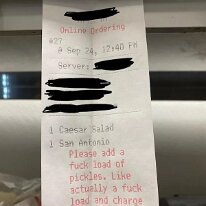 Online Ordering
#27
@ Sep 24, 12:40 PM
Server:
1 Caesar Salad
1 San Antonio
Please add a
fuck load of
pickles. Like
actually a fuck
load and charge